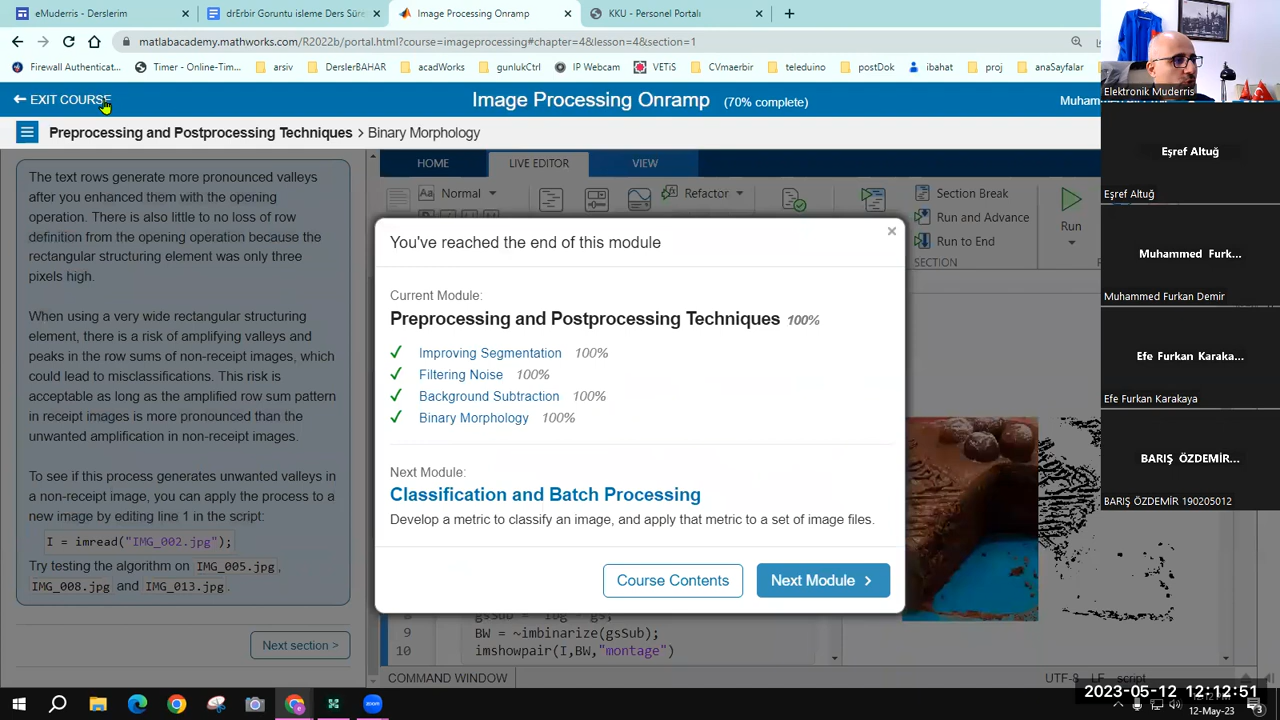 eMuderris – Derslerim
drErbir Goruntu isleme Ders Süre
Image Processing Onramp
KKU - Personel Portalı
matlabacademy.mathworks.com/R2022b/portal.html?course=imageprocessing#chapter=4&lesson=4&section=1
Firewall Authenticat...
Timer - Online-Tim...
arsiv
DerslerBAHAR
acadWorks
gunlukCtrl
IP Webcam
VETiS
CVmaerbir
teleduino
postDok
ibahat
proj
anaSayfalar
EXIT COURSE
Image Processing Onramp (70% complete)
Preprocessing and Postprocessing Techniques > Binary Morphology
The text rows generate more pronounced valleys
after you enhanced them with the opening
operation. There is also little to no loss of row
definition from the opening operation because the
rectangular structuring element was only three
pixels high.
When using a very wide rectangular structuring
element, there is a risk of amplifying valleys and
peaks in the row sums of non-receipt images, which
could lead to misclassifications. This risk is
acceptable as long as the amplified row sum pattern
in receipt images is more pronounced than the
unwanted amplification in non-receipt images.
To see if this process generates unwanted valleys in
a non-receipt image, you can apply the process to a
new image by editing line 1 in the script:
I = imread("IMG_002.jpg");
Try testing the algorithm on IMG_005.jpg,
IMG_008.jpg and IMG_013.jpg.
Next section >
HOME
LIVE EDITOR
VIEW
Aa Normal
Refactor
Section Break
Run and Advance
Run to End
SECTION
Run
You've reached the end of this module
Current Module:
Preprocessing and Postprocessing Techniques 100%
Improving Segmentation 100%
Filtering Noise 100%
Background Subtraction 100%
Binary Morphology 100%
Next Module:
Classification and Batch Processing
Develop a metric to classify an image, and apply that metric to a set of image files.
Course Contents
Next Module >
9 BW = ~imbinarize(gsSub);
10 imshowpair(I,BW,"montage")
COMMAND WINDOW
UTF-8 LF script
Elektronik Muderris
Eşref Altuğ
Eşref Altuğ
Muhammed Furk...
Muhammed Furkan Demir
Efe Furkan Karaka...
Efe Furkan Karakaya
BARIŞ ÖZDEMİR...
BARIŞ ÖZDEMİR 190205012
2023-05-12 12:12:51
12-May-23
3